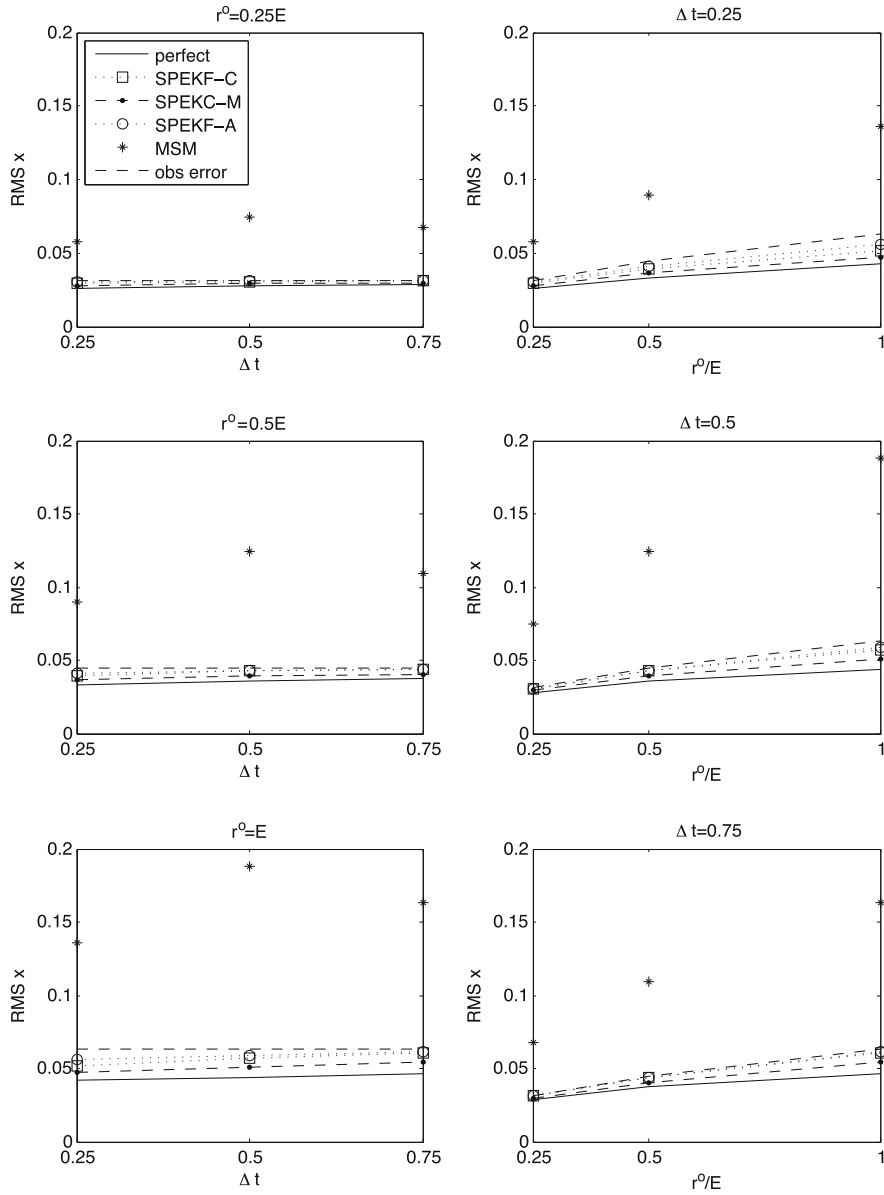 r°=0.25E
0.2
0.15
0.1
0.05
0
RMS x
perfect
SPEKF-C
SPEKC-M
SPEKF-A
MSM
obs error
0.25
0.5
0.75
Δ t
Δ t=0.25
0.2
0.15
0.1
0.05
0
RMS x
0.25
0.5
1
r°/E
r°=0.5E
0.2
0.15
0.1
0.05
0
RMS x
0.25
0.5
0.75
Δ t
Δ t=0.5
0.2
0.15
0.1
0.05
0
RMS x
0.25
0.5
1
r°/E
r°=E
0.2
0.15
0.1
0.05
0
RMS x
0.25
0.5
0.75
Δ t
Δ t=0.75
0.2
0.15
0.1
0.05
0
RMS x
0.25
0.5
1
r°/E